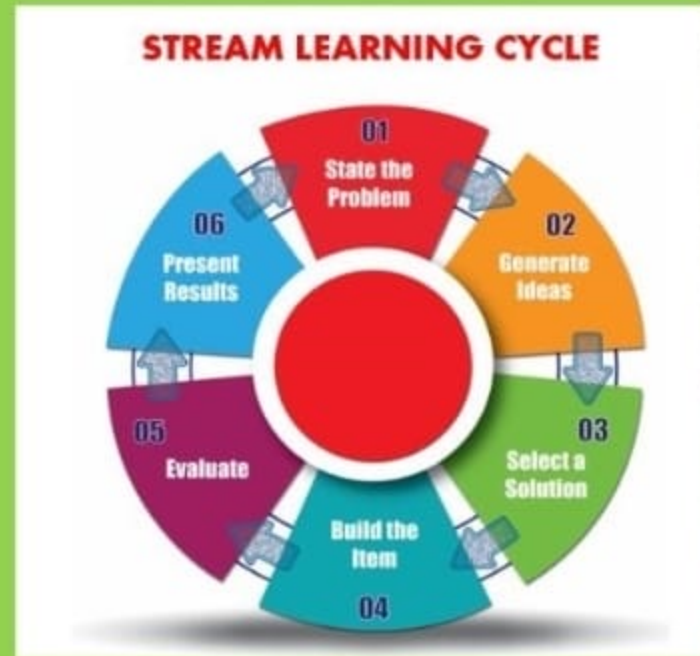 STREAM LEARNING CYCLE
01
State the
Problem
02
Generate
Ideas
03
Select a
Solution
Build the
Item
04
05
Evaluate
06
Present
Results